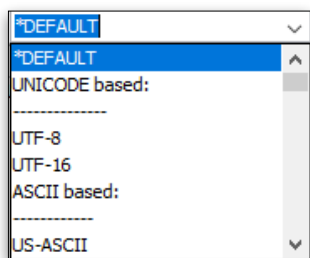 *DEFAULT
*DEFAULT
UNICODE based:
--------------
UTF-8
UTF-16
ASCII based:
------------
US-ASCII